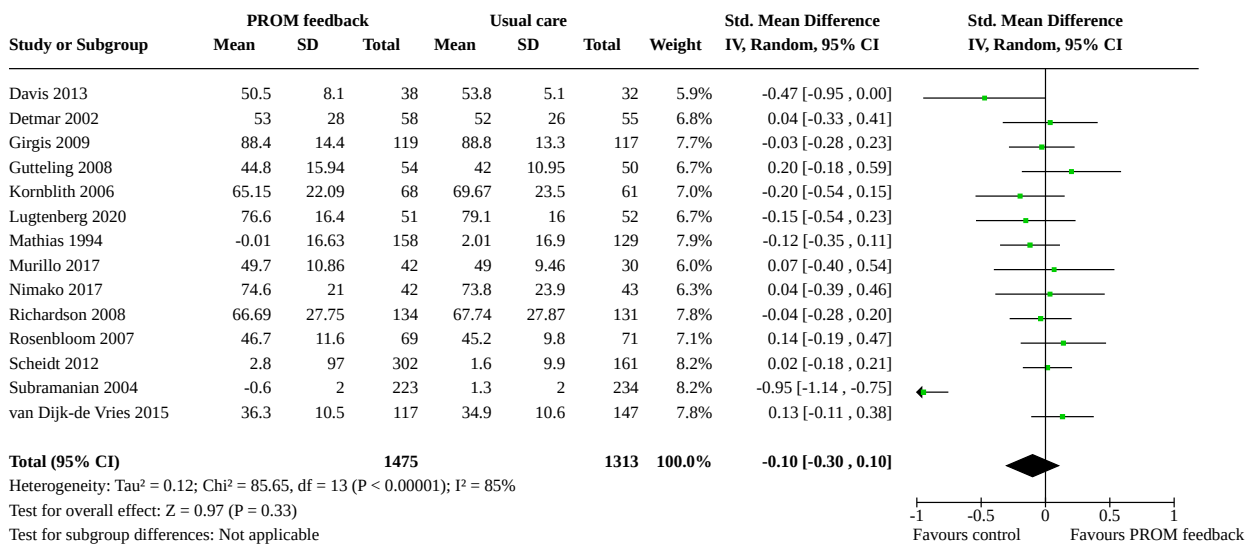 PROM feedback Usual care Std. Mean Difference Std. Mean Difference
Study or Subgroup Mean SD Total Mean SD Total Weight IV, Random, 95% CI IV, Random, 95% CI
Davis 2013 50.5 8.1 38 53.8 5.1 32 5.9% -0.47 [-0.95 , 0.00]
Detmar 2002 53 28 58 52 26 55 6.8% 0.04 [-0.33 , 0.41]
Girgis 2009 88.4 14.4 119 88.8 13.3 117 7.7% -0.03 [-0.28 , 0.23]
Gutteling 2008 44.8 15.94 54 42 10.95 50 6.7% 0.20 [-0.18 , 0.59]
Kornblith 2006 65.15 22.09 68 69.67 23.5 61 7.0% -0.20 [-0.54 , 0.15]
Lugtenberg 2020 76.6 16.4 51 79.1 16 52 6.7% -0.15 [-0.54 , 0.23]
Mathias 1994 -0.01 16.63 158 2.01 16.9 129 7.9% -0.12 [-0.35 , 0.11]
Murillo 2017 49.7 10.86 42 49 9.46 30 6.0% 0.07 [-0.40 , 0.54]
Nimako 2017 74.6 21 42 73.8 23.9 43 6.3% 0.04 [-0.39 , 0.46]
Richardson 2008 66.69 27.75 134 67.74 27.87 131 7.8% -0.04 [-0.28 , 0.20]
Rosenbloom 2007 46.7 11.6 69 45.2 9.8 71 7.1% 0.14 [-0.19 , 0.47]
Scheidt 2012 2.8 97 302 1.6 9.9 161 8.2% 0.02 [-0.18 , 0.21]
Subramanian 2004 -0.6 2 223 1.3 2 234 8.2% -0.95 [-1.14 , -0.75]
van Dijk-de Vries 2015 36.3 10.5 117 34.9 10.6 147 7.8% 0.13 [-0.11 , 0.38]
Total (95% CI) 1475 1313 100.0% -0.10 [-0.30 , 0.10]
Heterogeneity: Tau² = 0.12; Chi² = 85.65, df = 13 (P < 0.00001); I² = 85%
Test for overall effect: Z = 0.97 (P = 0.33)
Test for subgroup differences: Not applicable
-1 -0.5 0 0.5 1
Favours control Favours PROM feedback